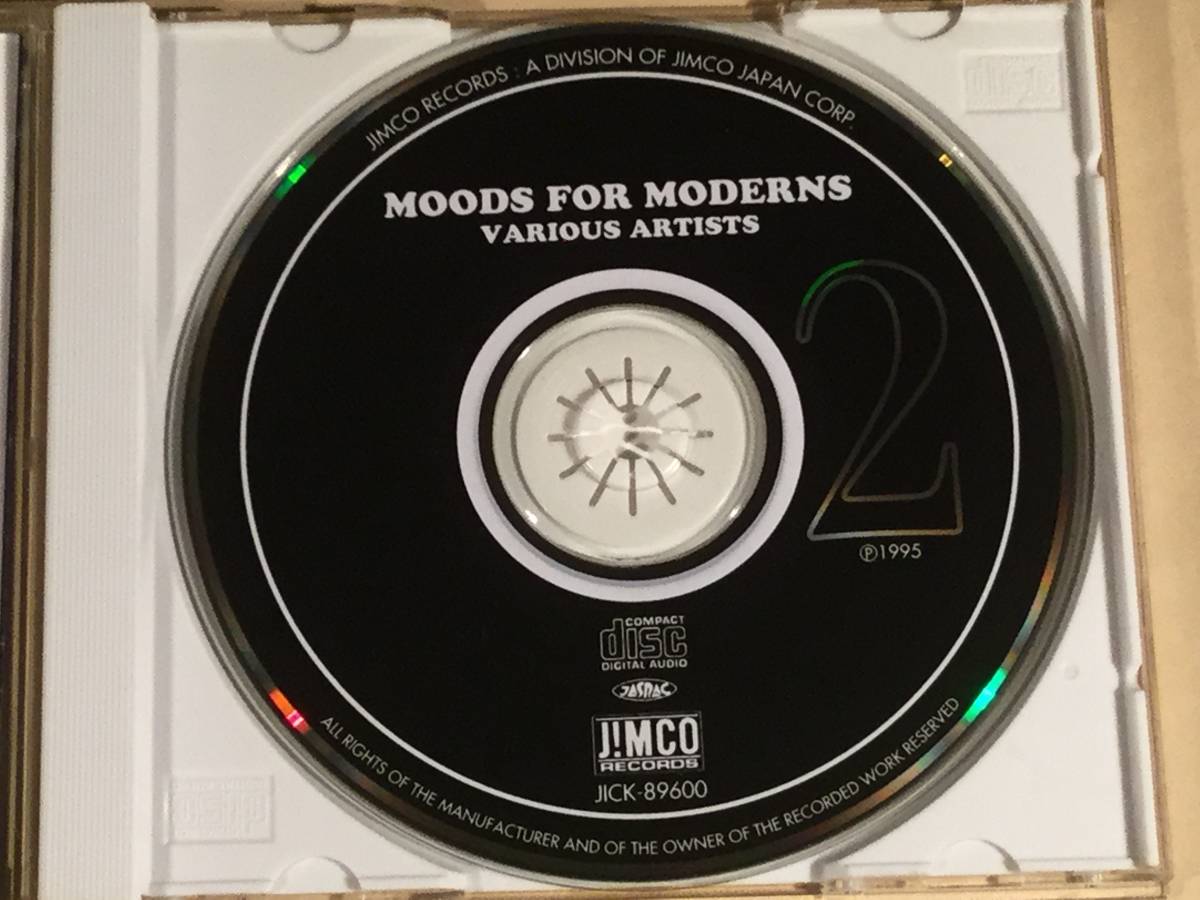 JIMCO RECORDS : A DIVISION OF JIMCO JAPAN CORP.
MOODS FOR MODERNS
VARIOUS ARTISTS
2
℗1995
COMPACT
disc
DIGITAL AUDIO
JASRAC
J!MCO
RECORDS
JICK-89600
ALL RIGHTS OF THE MANUFACTURER AND OF THE OWNER OF THE RECORDED WORK RESERVED